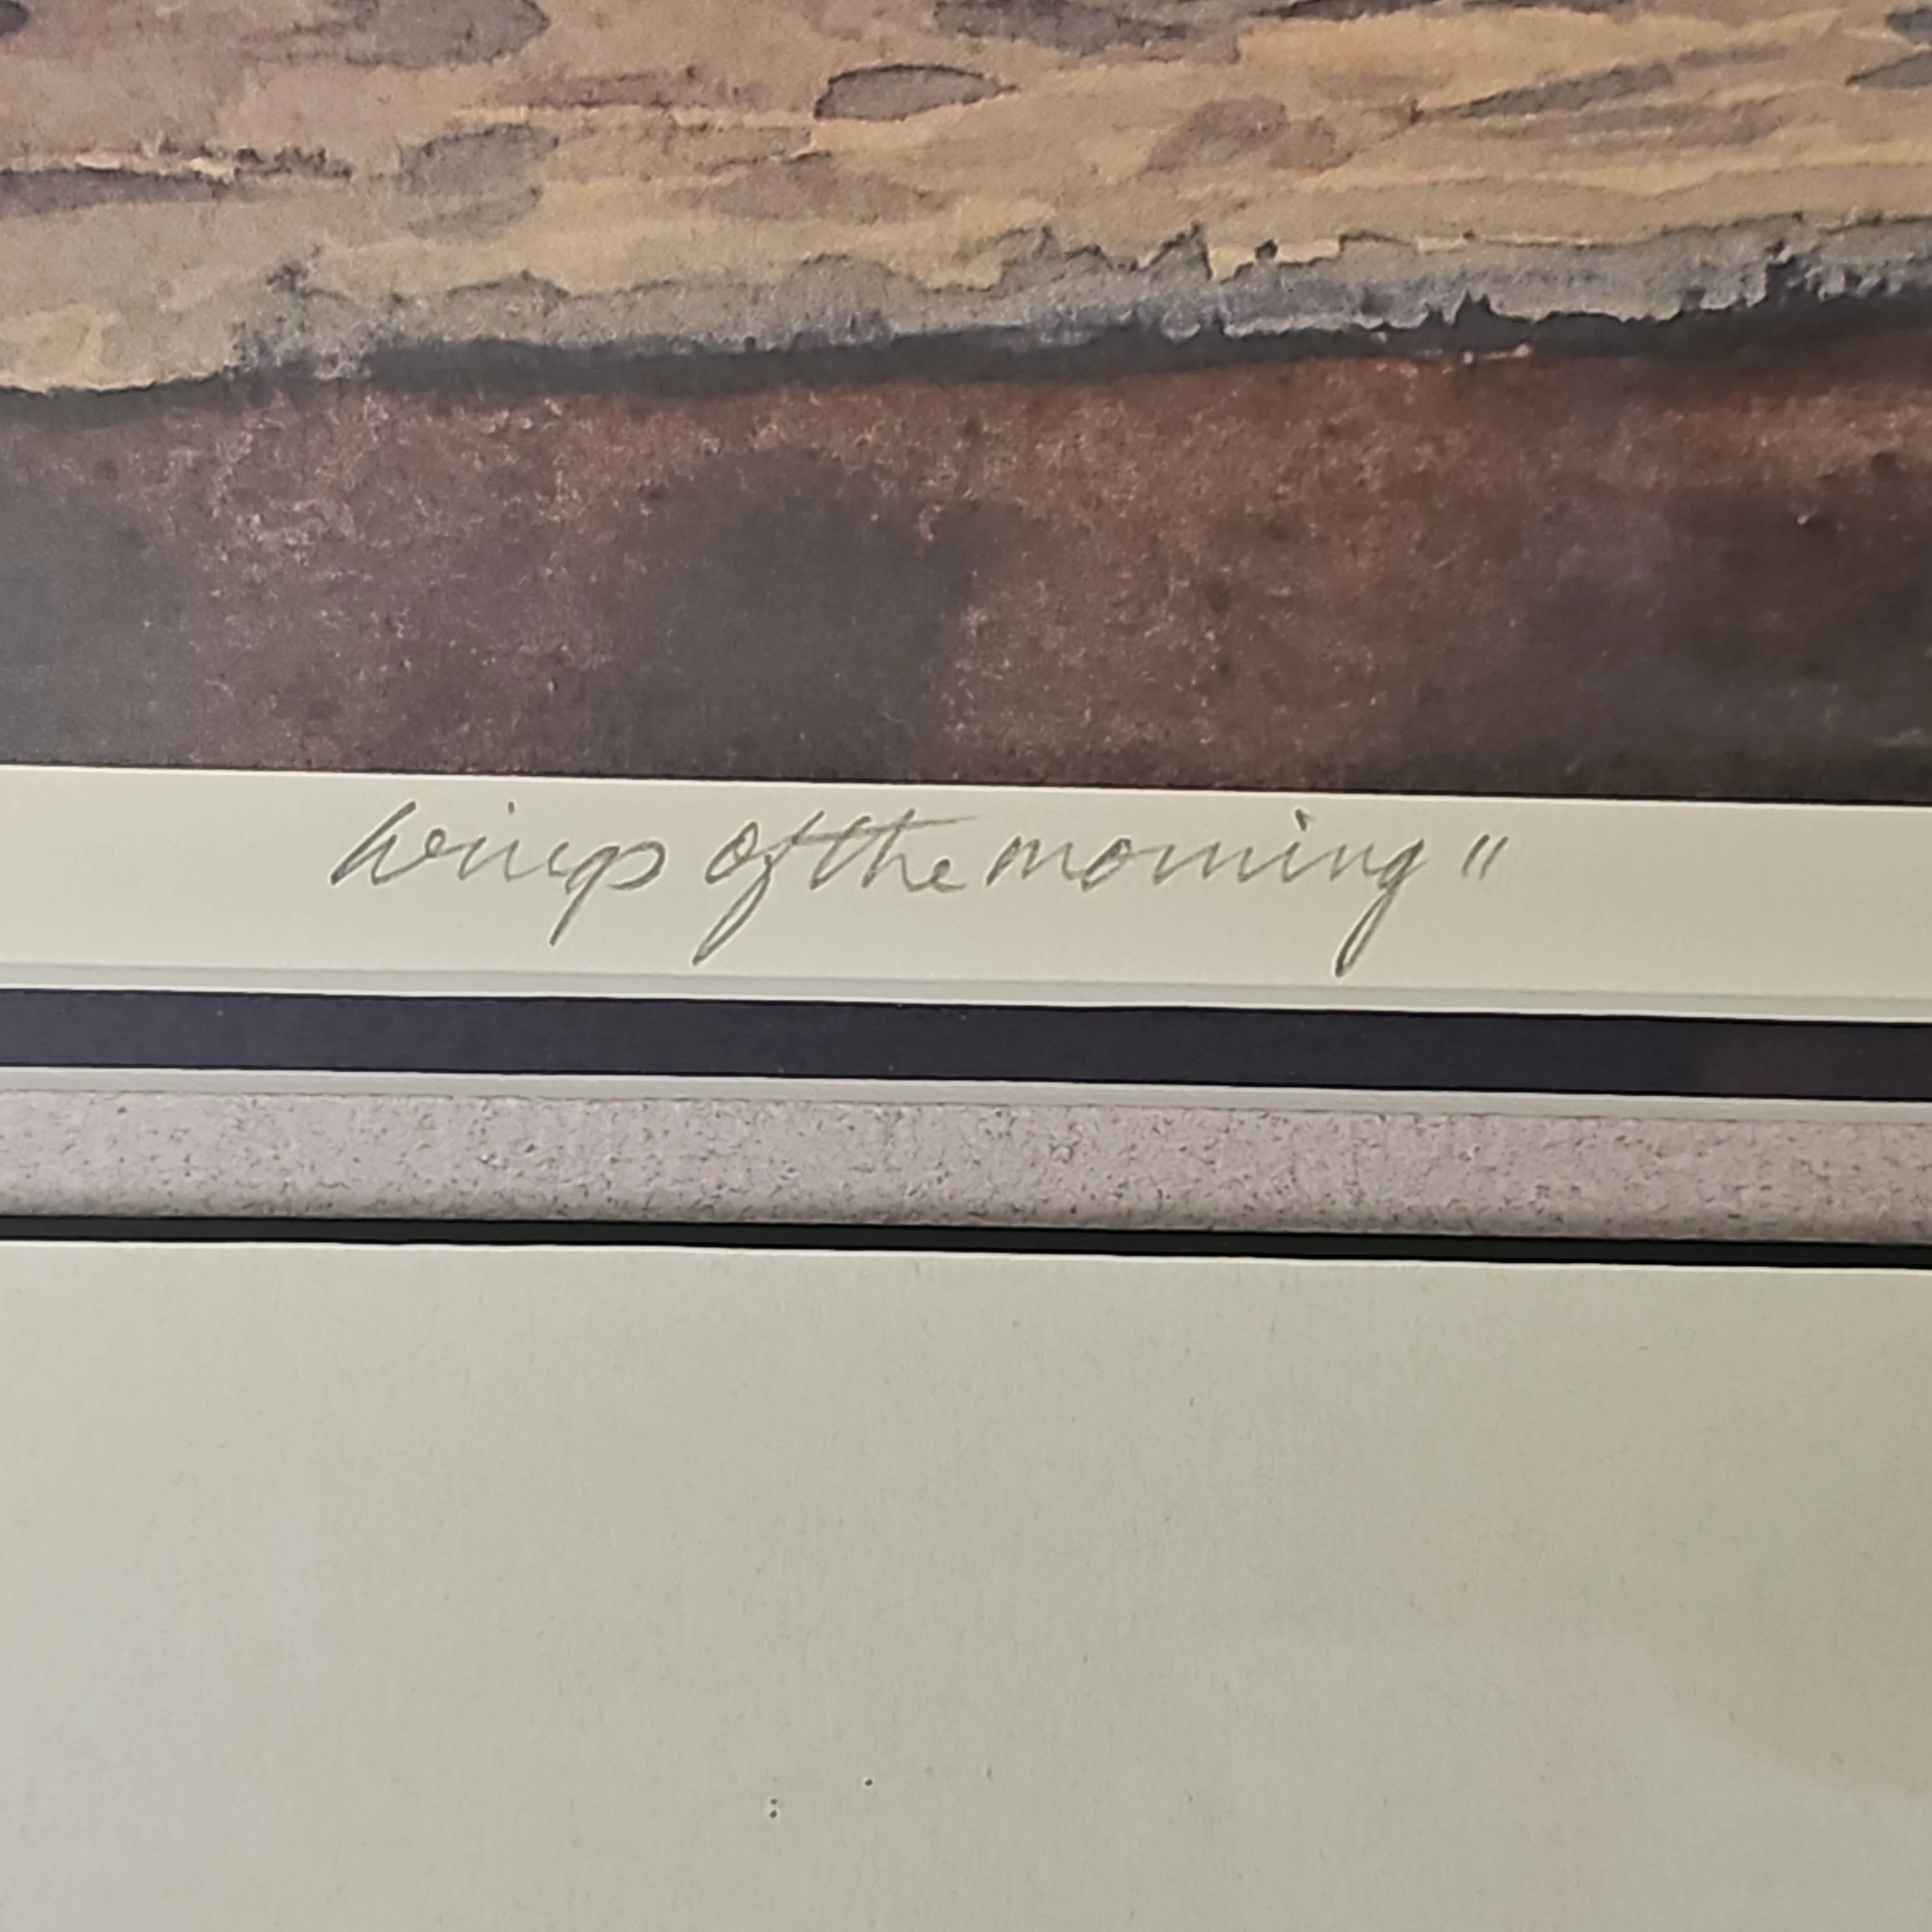 Wings of the morning"